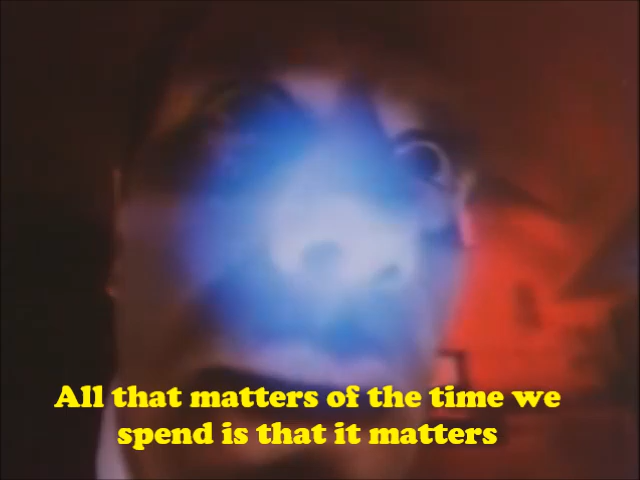 All that matters of the time we
spend is that it matters